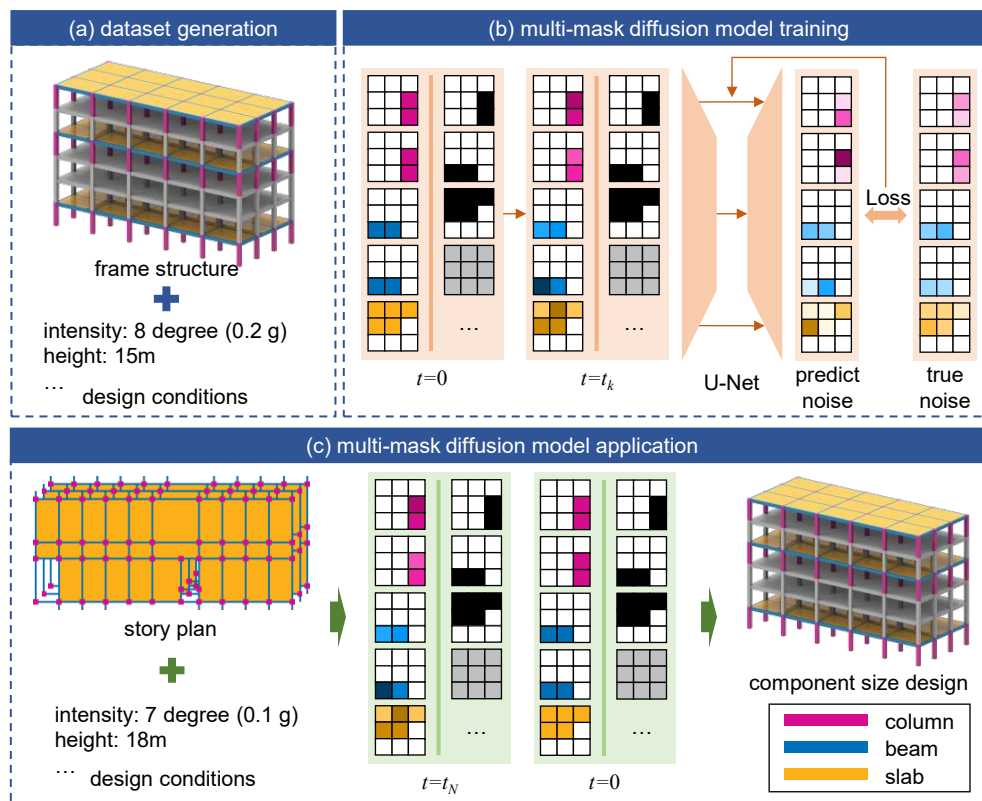 (a) dataset generation
frame structure
intensity: 8 degree (0.2 g)
height: 15m
… design conditions
(b) multi-mask diffusion model training
…
…
t=0
t=t_k
U-Net
predict
noise
Loss
true
noise
(c) multi-mask diffusion model application
story plan
intensity: 7 degree (0.1 g)
height: 18m
… design conditions
…
…
t=t_N
t=0
component size design
column
beam
slab